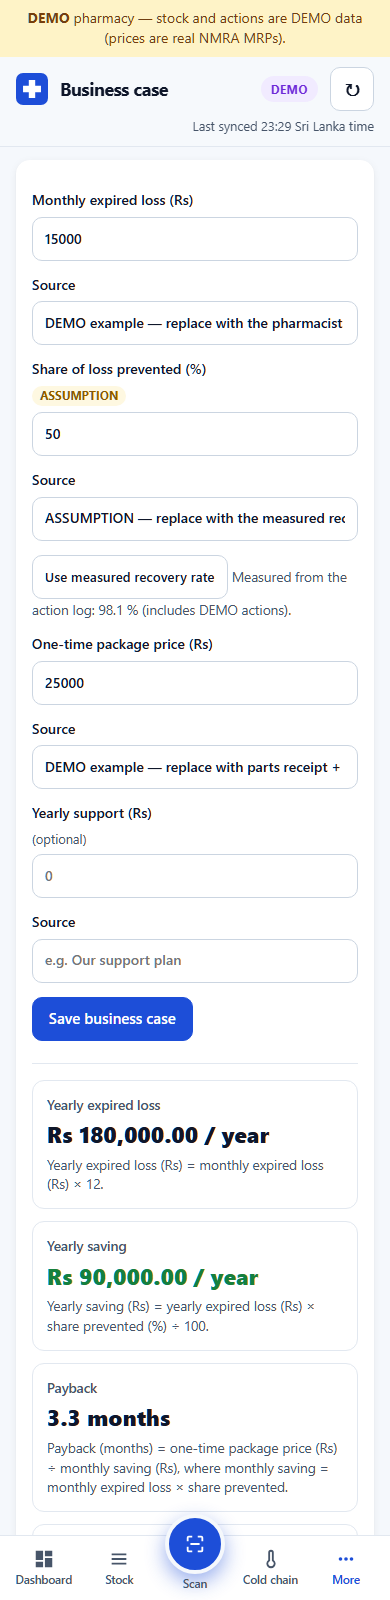 DEMO pharmacy — stock and actions are DEMO data
(prices are real NMRA MRPs).
Business case
DEMO
↻
Last synced 23:29 Sri Lanka time
Monthly expired loss (Rs)
15000
Source
DEMO example — replace with the pharmacist
Share of loss prevented (%)
ASSUMPTION
50
Source
ASSUMPTION — replace with the measured rec
Use measured recovery rate Measured from the
action log: 98.1 % (includes DEMO actions).
One-time package price (Rs)
25000
Source
DEMO example — replace with parts receipt +
Yearly support (Rs)
(optional)
0
Source
e.g. Our support plan
Save business case
Yearly expired loss
Rs 180,000.00 / year
Yearly expired loss (Rs) = monthly expired loss
(Rs) × 12.
Yearly saving
Rs 90,000.00 / year
Yearly saving (Rs) = yearly expired loss (Rs) ×
share prevented (%) ÷ 100.
Payback
3.3 months
Payback (months) = one-time package price (Rs)
÷ monthly saving (Rs), where monthly saving =
monthly expired loss × share prevented.
Dashboard
Stock
Scan
Cold chain
More